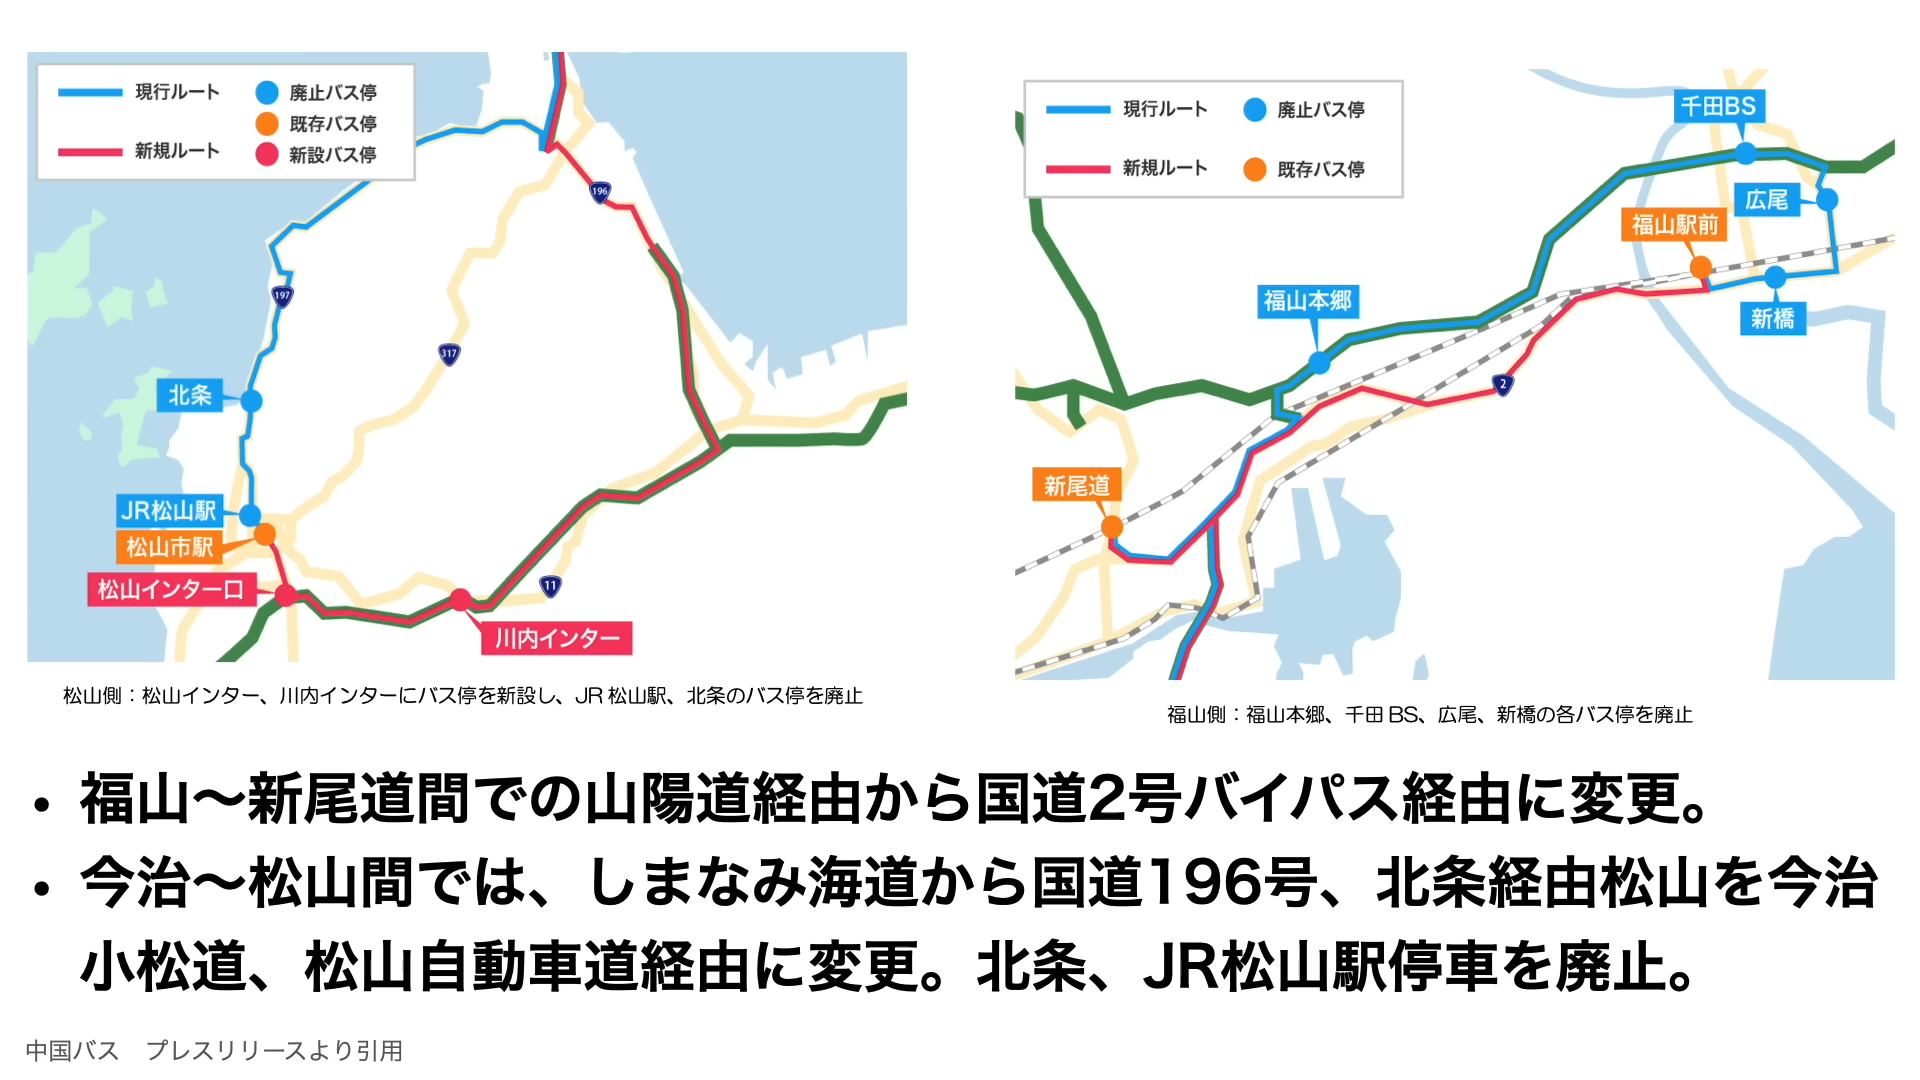 現行ルート
廃止バス停
既存バス停
新規ルート
新設バス停
196
197
317
北条
JR松山駅
松山市駅
松山インター口
11
川内インター
松山側：松山インター、川内インターにバス停を新設し、JR松山駅、北条のバス停を廃止
現行ルート
廃止バス停
新規ルート
既存バス停
千田BS
広尾
福山駅前
福山本郷
新橋
2
新尾道
福山側：福山本郷、千田BS、広尾、新橋の各バス停を廃止
• 福山〜新尾道間での山陽道経由から国道2号バイパス経由に変更。
• 今治〜松山間では、しまなみ海道から国道196号、北条経由松山を今治
小松道、松山自動車道経由に変更。北条、JR松山駅停車を廃止。
中国バス　プレスリリースより引用